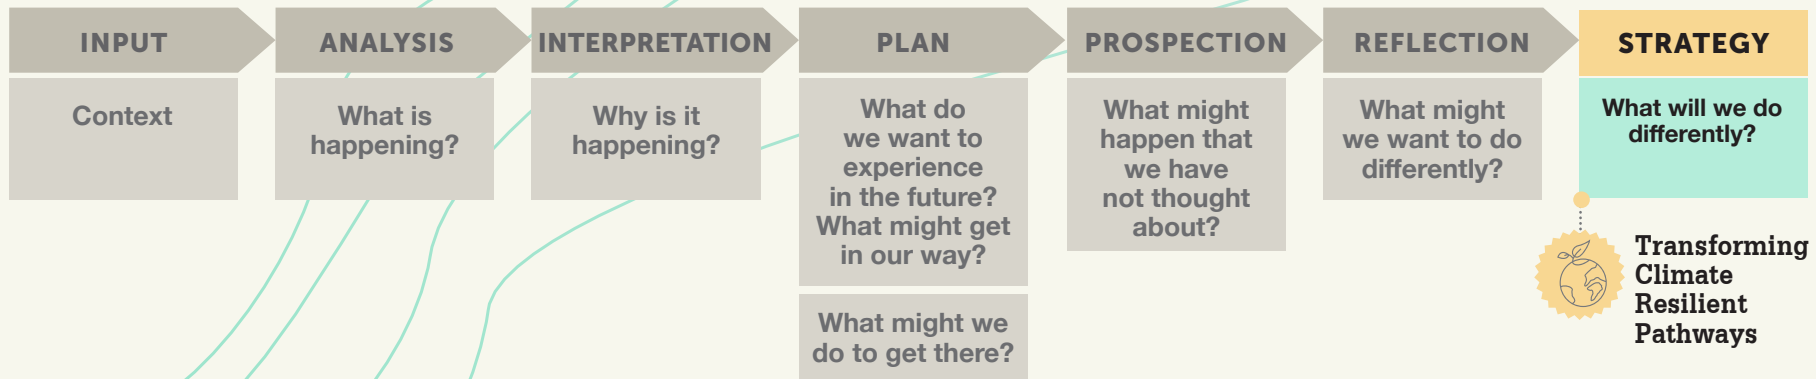 INPUT
ANALYSIS
INTERPRETATION
PLAN
PROSPECTION
REFLECTION
STRATEGY
Context
What is
happening?
Why is it
happening?
What do
we want to
experience
in the future?
What might get
in our way?
What might we
do to get there?
What might
happen that
we have
not thought
about?
What might
we want to do
differently?
What will we do
differently?
Transforming
Climate
Resilient
Pathways